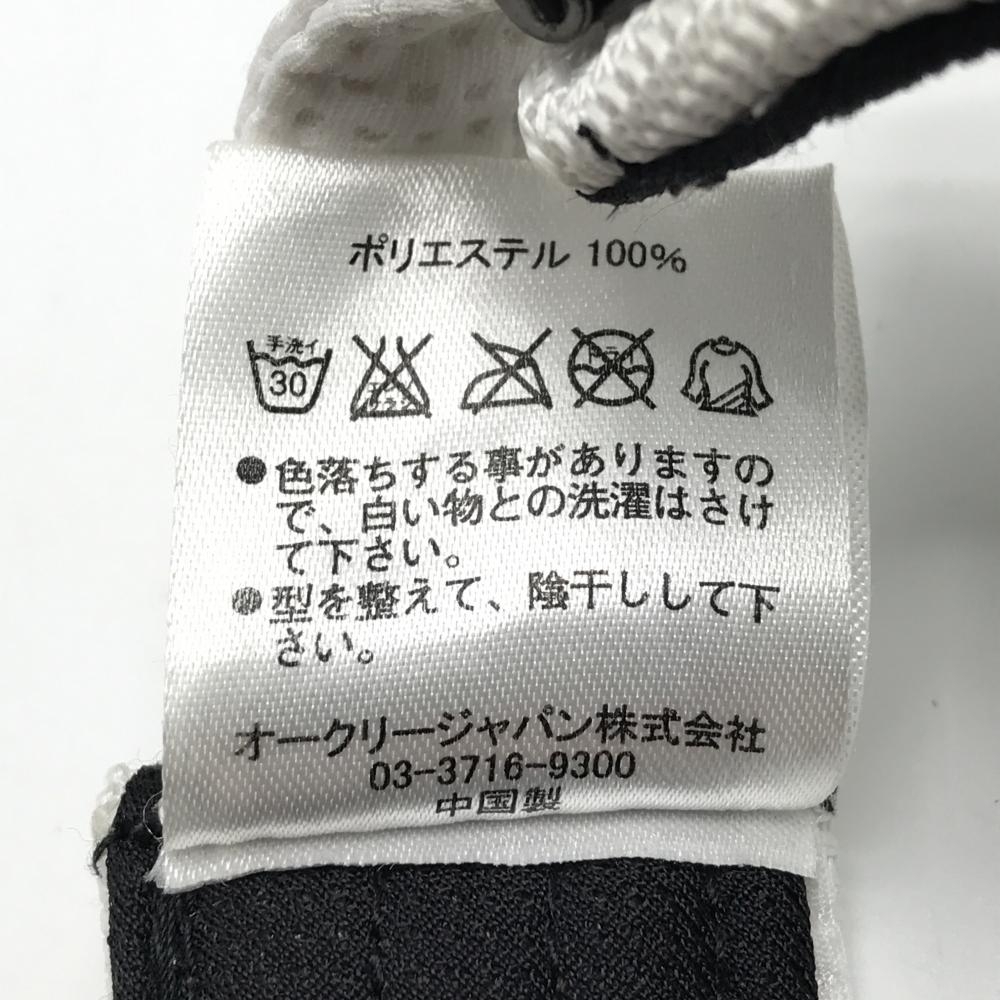 ポリエステル 100%
手洗イ
30
●色落ちする事がありますの
で、白い物との洗濯はさけ
て下さい。
●型を整えて、陰干しして下
さい。
オークリージャパン株式会社
03-3716-9300
中国製